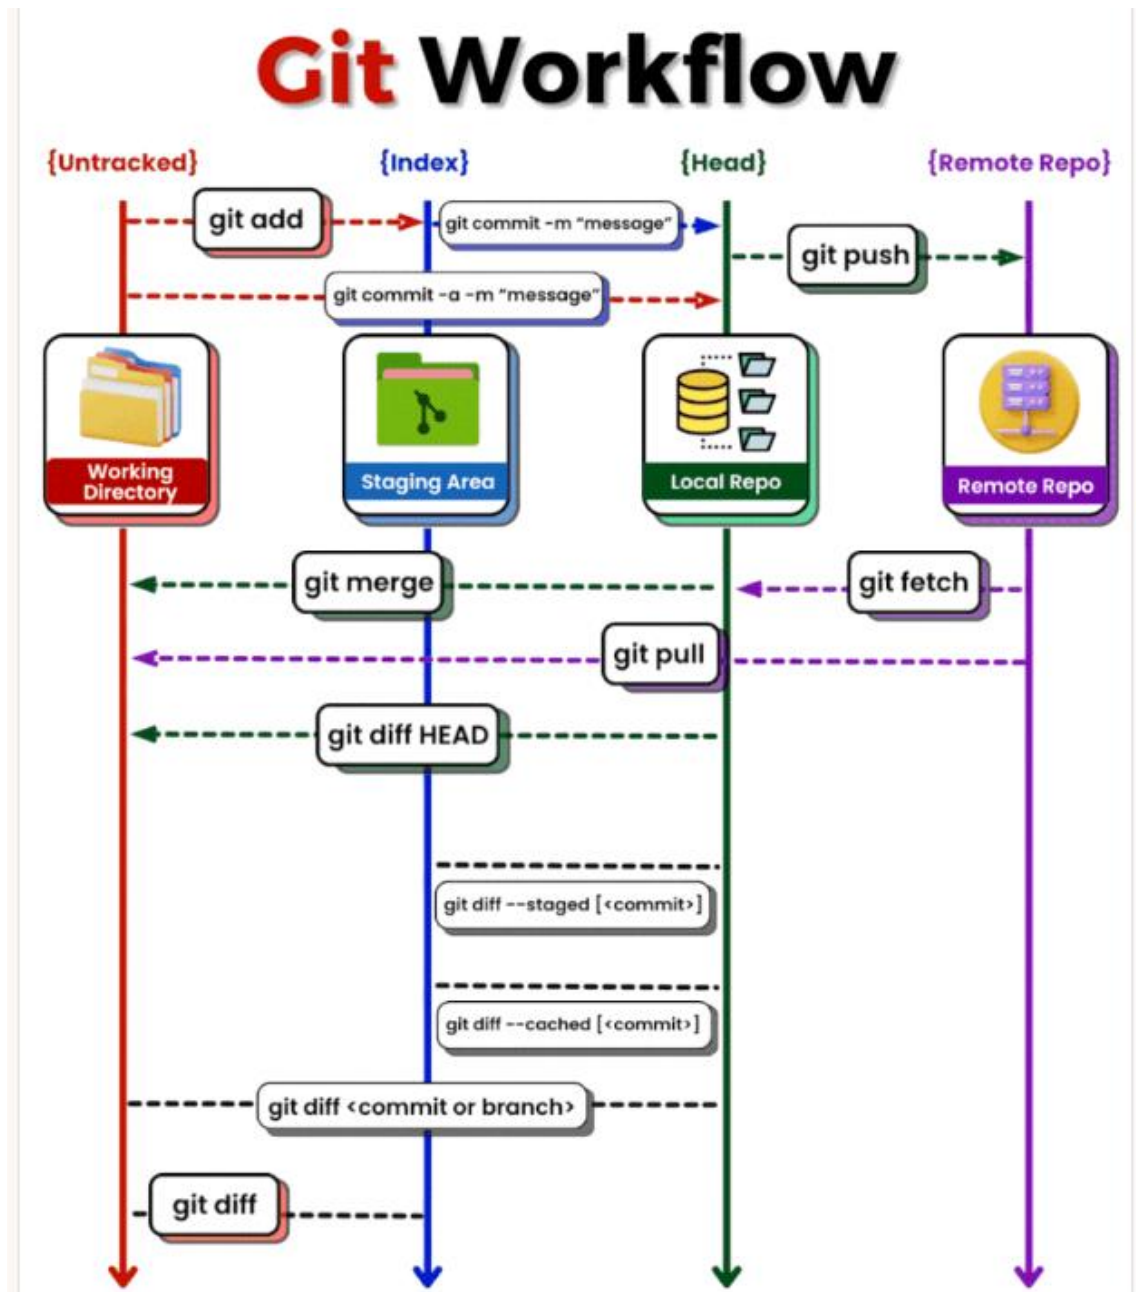 Git Workflow
{Untracked}
{Index}
{Head}
{Remote Repo}
git add
git commit -m “message”
git push
git commit -a -m “message”
Working
Directory
Staging Area
Local Repo
Remote Repo
git merge
git fetch
git pull
git diff HEAD
git diff --staged [<commit>]
git diff --cached [<commit>]
git diff <commit or branch>
git diff